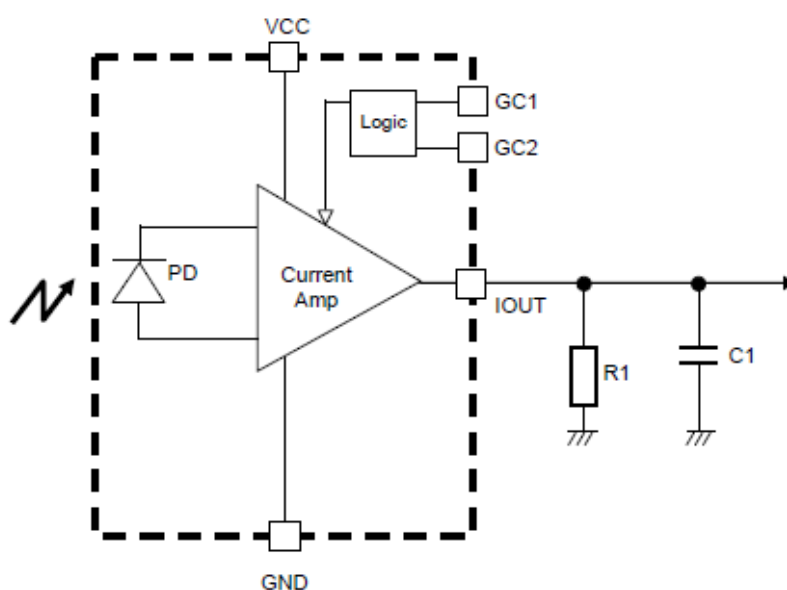 VCC
GC1
Logic
GC2
PD
Current
Amp
IOUT
R1
C1
GND